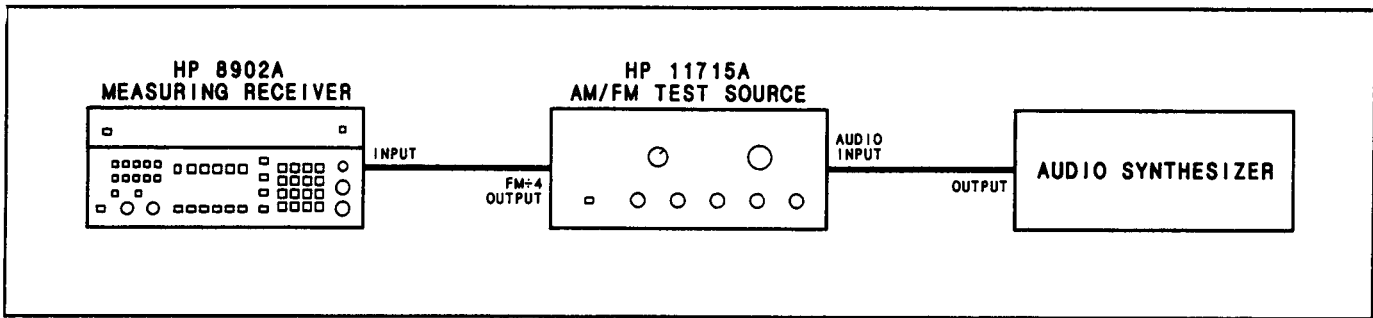 HP 8902A
MEASURING RECEIVER
INPUT
HP 11715A
AM/FM TEST SOURCE
FM÷4
OUTPUT
AUDIO
INPUT
OUTPUT
AUDIO SYNTHESIZER